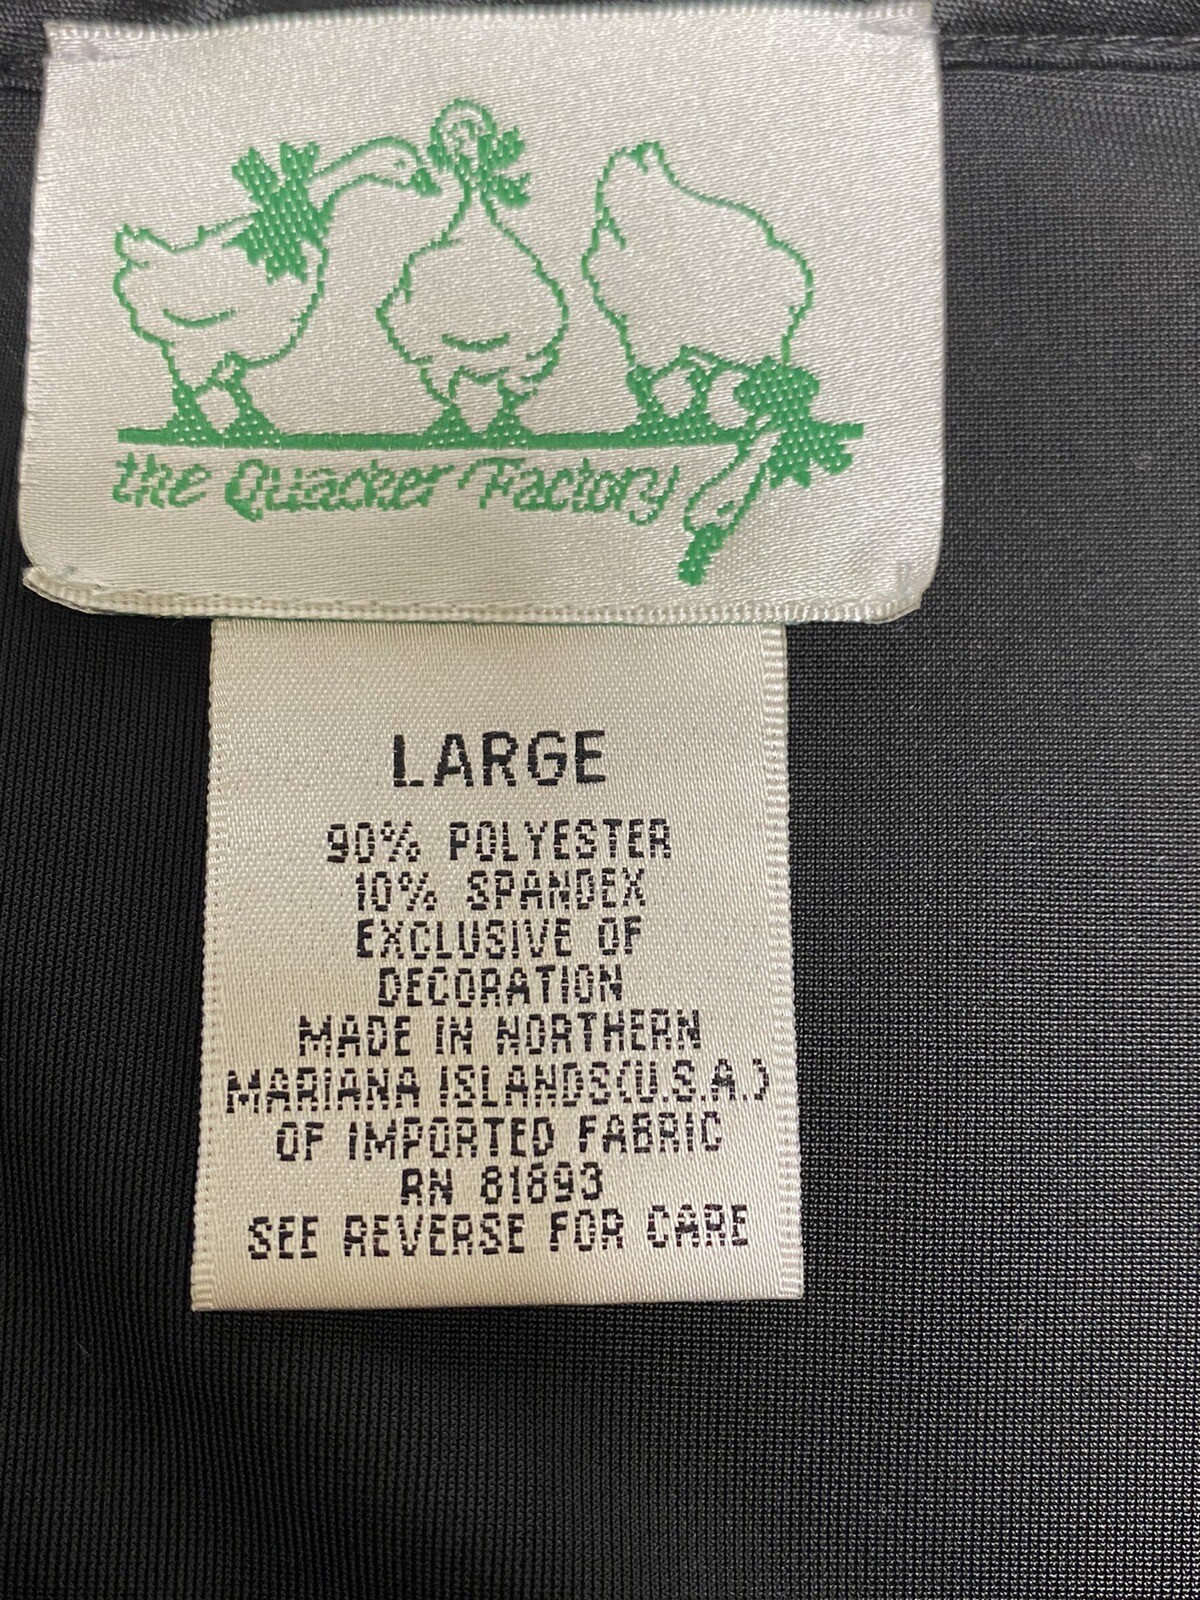 the Quacker Factory
LARGE
90% POLYESTER
10% SPANDEX
EXCLUSIVE OF
DECORATION
MADE IN NORTHERN
MARIANA ISLANDS(U.S.A.)
OF IMPORTED FABRIC
RN 81893
SEE REVERSE FOR CARE